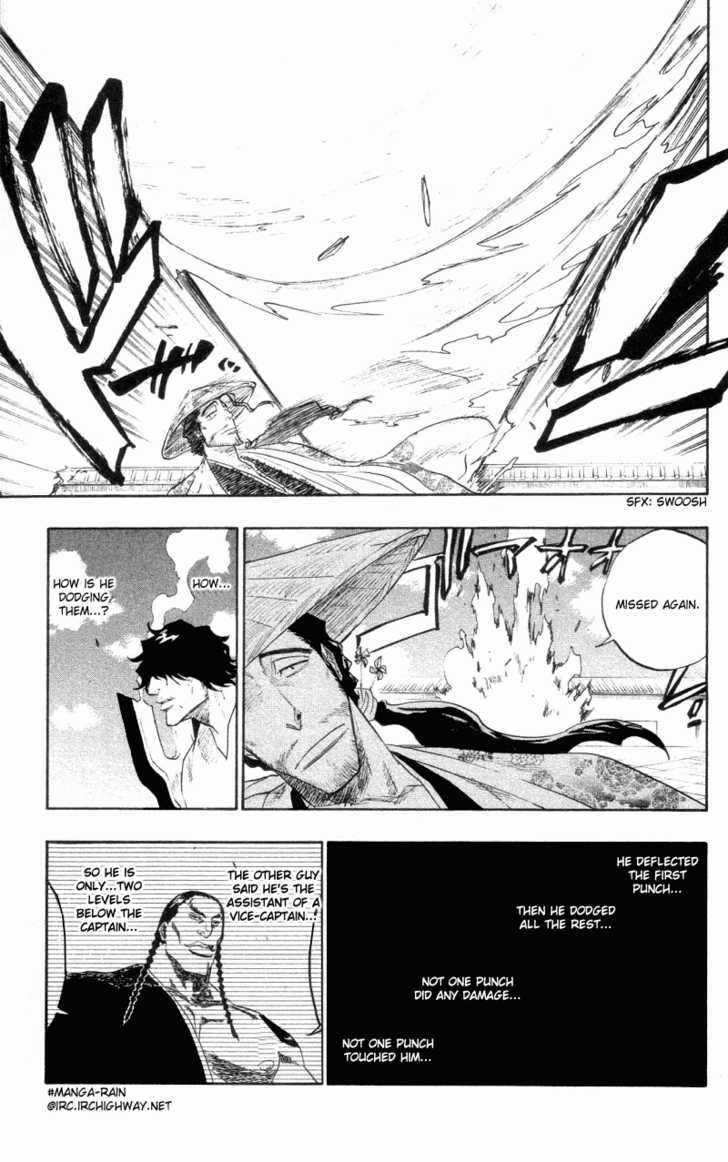 SFX: SWOOSH
MISSED AGAIN.
HOW...
HOW IS HE
DODGING
THEM...?
HE DEFLECTED
THE FIRST
PUNCH...
THEN HE DODGED
ALL THE REST...
NOT ONE PUNCH
DID ANY DAMAGE...
NOT ONE PUNCH
TOUCHED HIM...
THE OTHER GUY
SAID HE'S THE
ASSISTANT OF A
VICE-CAPTAIN...
SO HE IS
ONLY...TWO
LEVELS
BELOW THE
CAPTAIN...
#MANGA-RAIN
@IRC.IRCHIGHWAY.NET